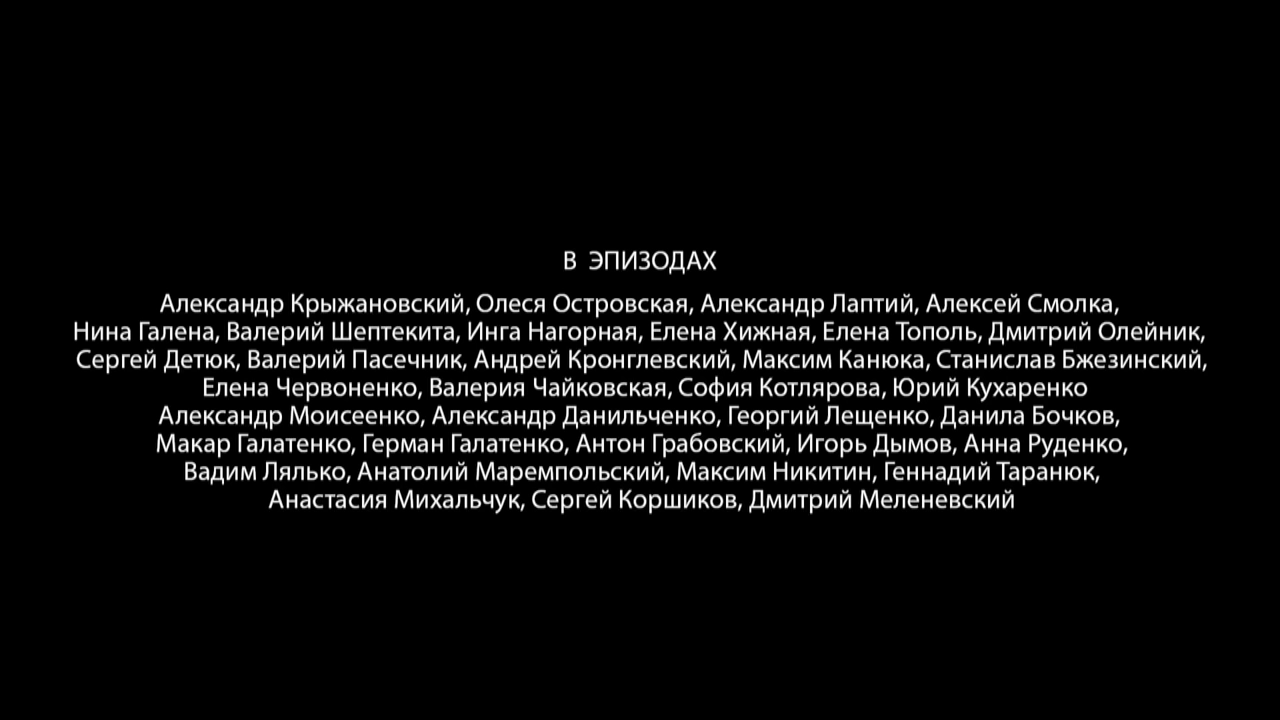 В ЭПИЗОДАХ
Александр Крыжановский, Олеся Островская, Александр Лаптий, Алексей Смолка,
Нина Галена, Валерий Шептекита, Инга Нагорная, Елена Хижная, Елена Тополь, Дмитрий Олейник,
Сергей Детюк, Валерий Пасечник, Андрей Кронглевский, Максим Канюка, Станислав Бжезинский,
Елена Червоненко, Валерия Чайковская, София Котлярова, Юрий Кухаренко
Александр Моисеенко, Александр Данильченко, Георгий Лещенко, Данила Бочков,
Макар Галатенко, Герман Галатенко, Антон Грабовский, Игорь Дымов, Анна Руденко,
Вадим Лялько, Анатолий Маремпольский, Максим Никитин, Геннадий Таранюк,
Анастасия Михальчук, Сергей Коршиков, Дмитрий Меленевский